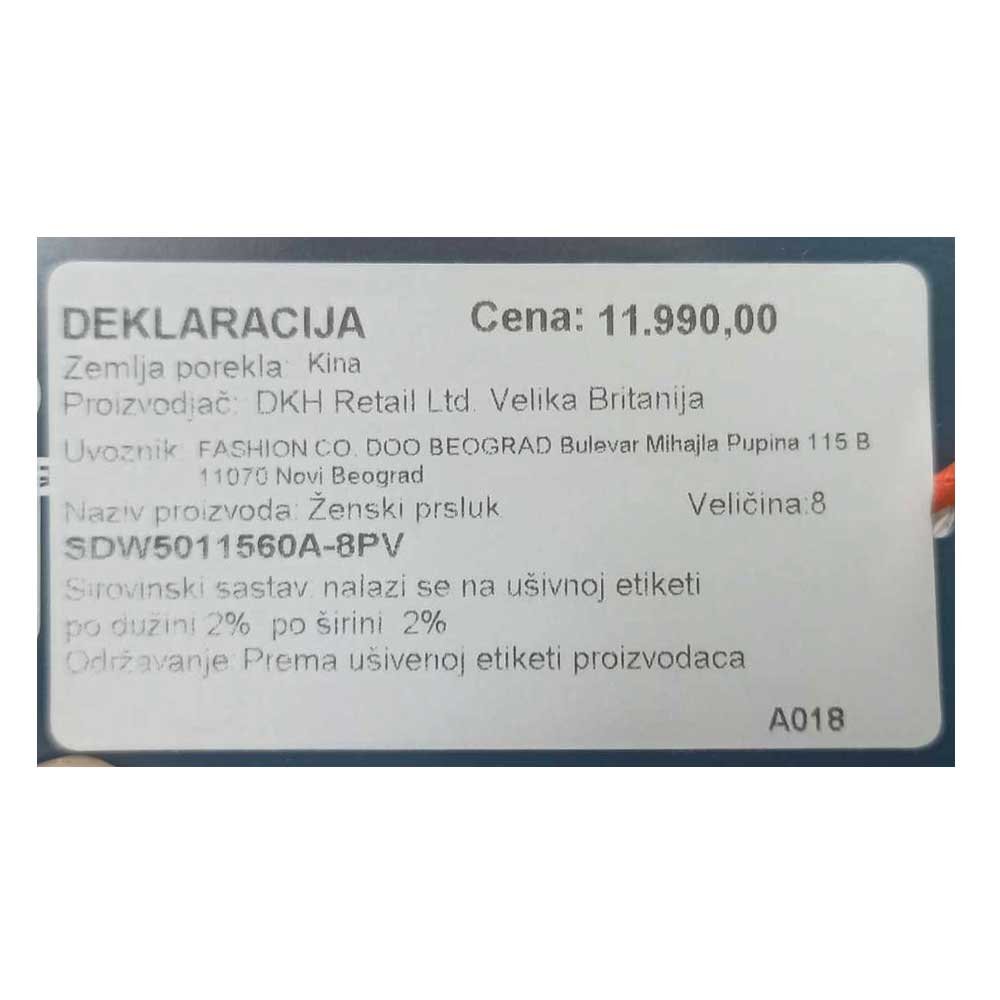 DEKLARACIJA Cena: 11.990,00
Zemlja porekla: Kina
Proizvodjač: DKH Retail Ltd. Velika Britanija
Uvoznik: FASHION CO. DOO BEOGRAD Bulevar Mihajla Pupina 115 B
11070 Novi Beograd
Naziv proizvoda: Ženski prsluk Veličina:8
SDW5011560A-8PV
Sirovinski sastav: nalazi se na ušivnoj etiketi
po dužini 2% po širini 2%
Održavanje: Prema ušivenoj etiketi proizvodaca
A018